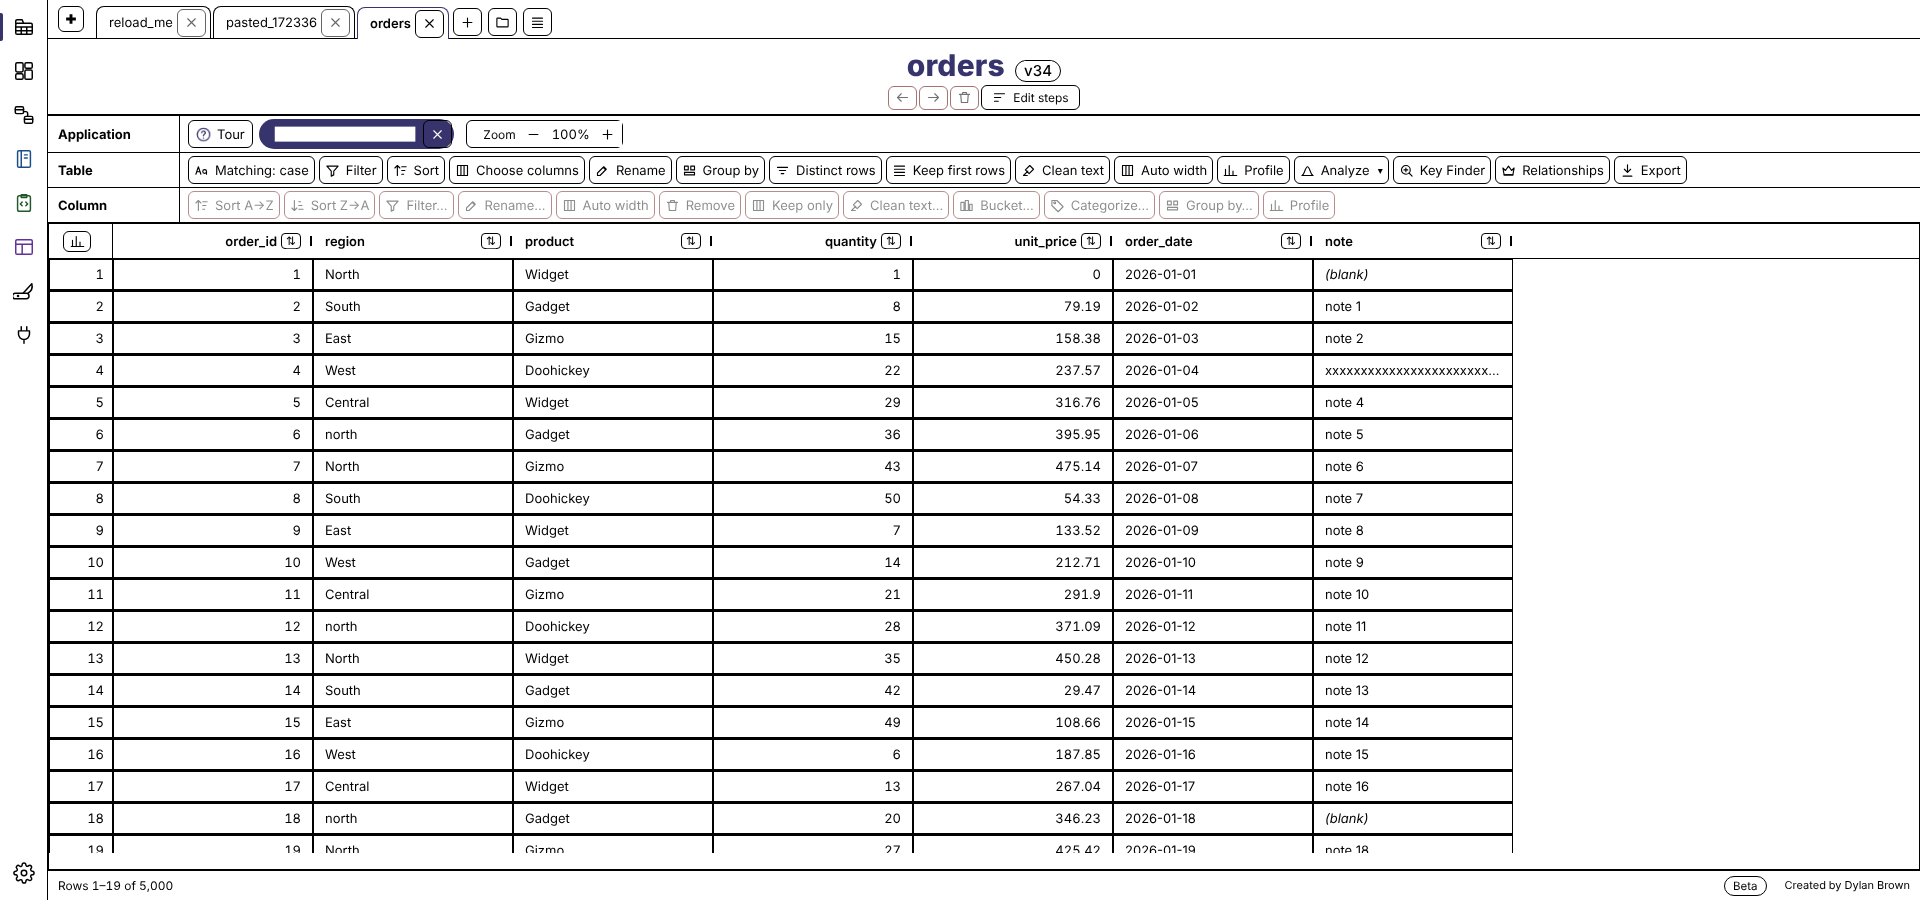 reload_me pasted_172336 orders
orders v34
Edit steps
Application Tour Zoom 100%
Table Matching: case Filter Sort Choose columns Rename Group by Distinct rows Keep first rows Clean text Auto width Profile Analyze Key Finder Relationships Export
Column Sort A→Z Sort Z→A Filter... Rename... Auto width Remove Keep only Clean text... Bucket... Categorize... Group by... Profile
order_id region product quantity unit_price order_date note
1 1 North Widget 1 0 2026-01-01 (blank)
2 2 South Gadget 8 79.19 2026-01-02 note 1
3 3 East Gizmo 15 158.38 2026-01-03 note 2
4 4 West Doohickey 22 237.57 2026-01-04 xxxxxxxxxxxxxxxxxxxxxxx...
5 5 Central Widget 29 316.76 2026-01-05 note 4
6 6 north Gadget 36 395.95 2026-01-06 note 5
7 7 North Gizmo 43 475.14 2026-01-07 note 6
8 8 South Doohickey 50 54.33 2026-01-08 note 7
9 9 East Widget 7 133.52 2026-01-09 note 8
10 10 West Gadget 14 212.71 2026-01-10 note 9
11 11 Central Gizmo 21 291.9 2026-01-11 note 10
12 12 north Doohickey 28 371.09 2026-01-12 note 11
13 13 North Widget 35 450.28 2026-01-13 note 12
14 14 South Gadget 42 29.47 2026-01-14 note 13
15 15 East Gizmo 49 108.66 2026-01-15 note 14
16 16 West Doohickey 6 187.85 2026-01-16 note 15
17 17 Central Widget 13 267.04 2026-01-17 note 16
18 18 north Gadget 20 346.23 2026-01-18 (blank)
19 19 North Gizmo 27 425.42 2026-01-19 note 18
Rows 1–19 of 5,000 Beta Created by Dylan Brown